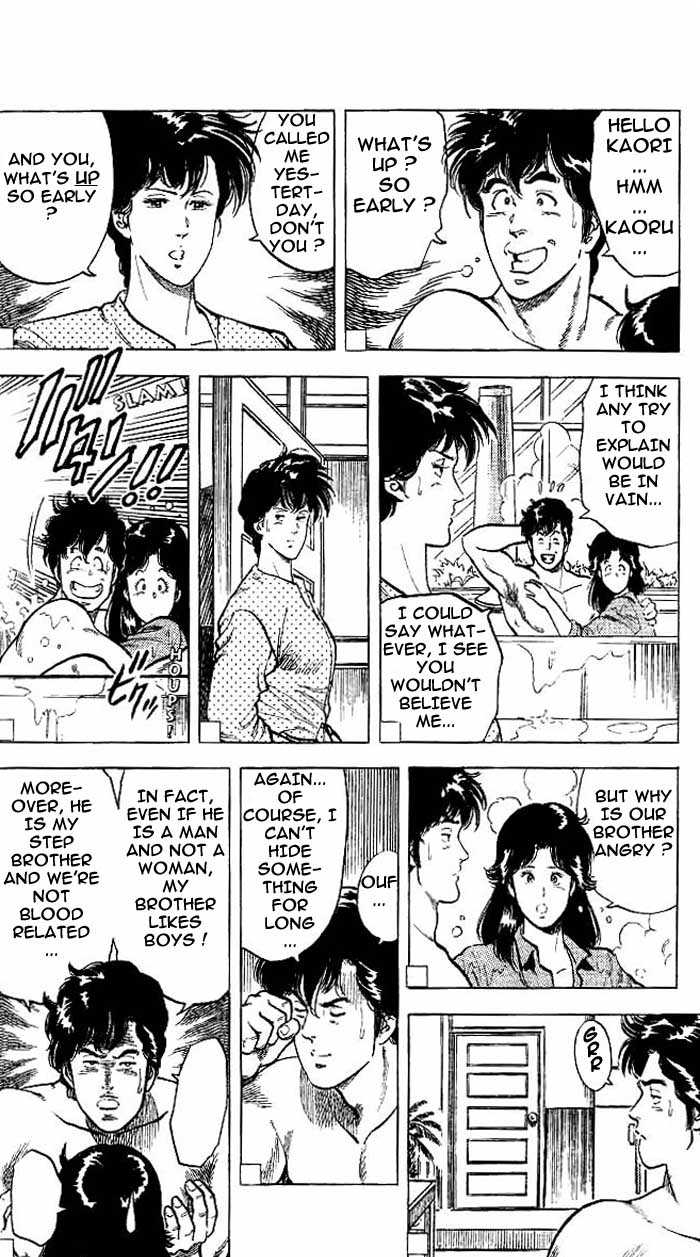 HELLO
KAORI
...
HMM
...
KAORU
...
WHAT'S
UP ?
SO
EARLY ?
YOU
CALLED
ME
YES-
TERT-
DAY,
DON'T
YOU ?
AND YOU,
WHAT'S UP
SO EARLY
?
I THINK
ANY TRY
TO
EXPLAIN
WOULD
BE IN
VAIN...
I COULD
SAY WHAT-
EVER, I SEE
YOU
WOULDN'T
BELIEVE
ME...
SLAM!
HOUPS!
BUT WHY
IS OUR
BROTHER
ANGRY ?
GRR
OUF
...
AGAIN...
OF
COURSE, I
CAN'T
HIDE
SOME-
THING
FOR
LONG
...
IN FACT,
EVEN IF HE
IS A MAN
AND NOT A
WOMAN,
MY
BROTHER
LIKES
BOYS !
MORE-
OVER, HE
IS MY
STEP
BROTHER
AND WE'RE
NOT
BLOOD
RELATED
...